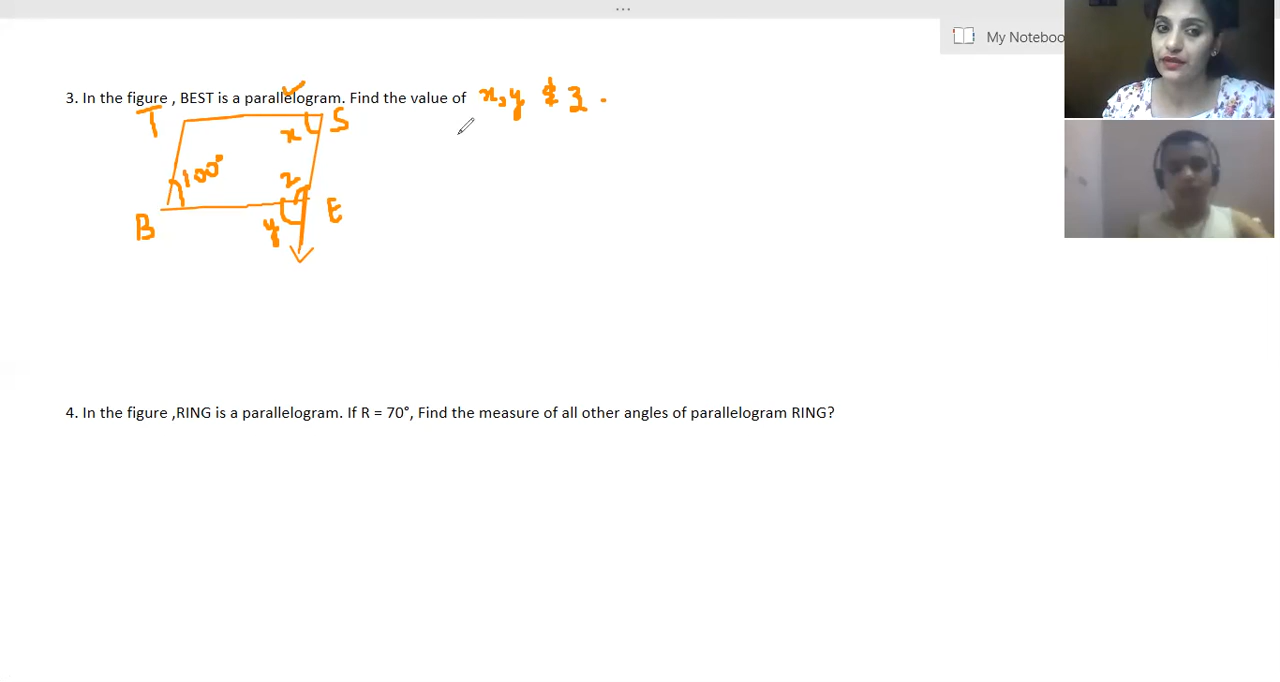 ...
My Notebo
3. In the figure , BEST is a parallelogram. Find the value of x, y & z .
T S
x
100°
z
B E
y
4. In the figure ,RING is a parallelogram. If R = 70°, Find the measure of all other angles of parallelogram RING?